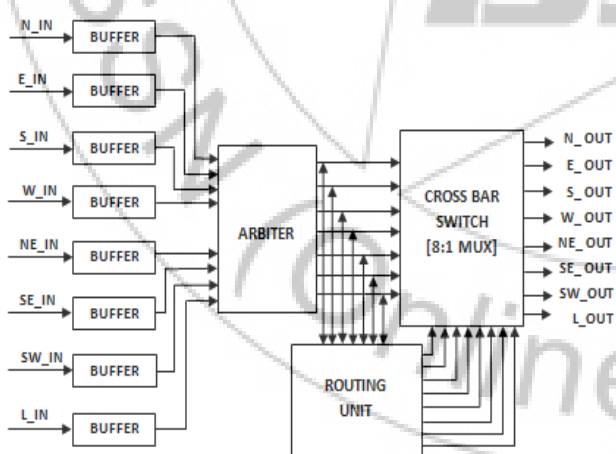 N_IN
BUFFER
E_IN
BUFFER
S_IN
BUFFER
W_IN
BUFFER
NE_IN
BUFFER
SE_IN
BUFFER
SW_IN
BUFFER
L_IN
BUFFER
ARBITER
CROSS BAR
SWITCH
[8:1 MUX]
ROUTING
UNIT
N_OUT
E_OUT
S_OUT
W_OUT
NE_OUT
SE_OUT
SW_OUT
L_OUT
Online